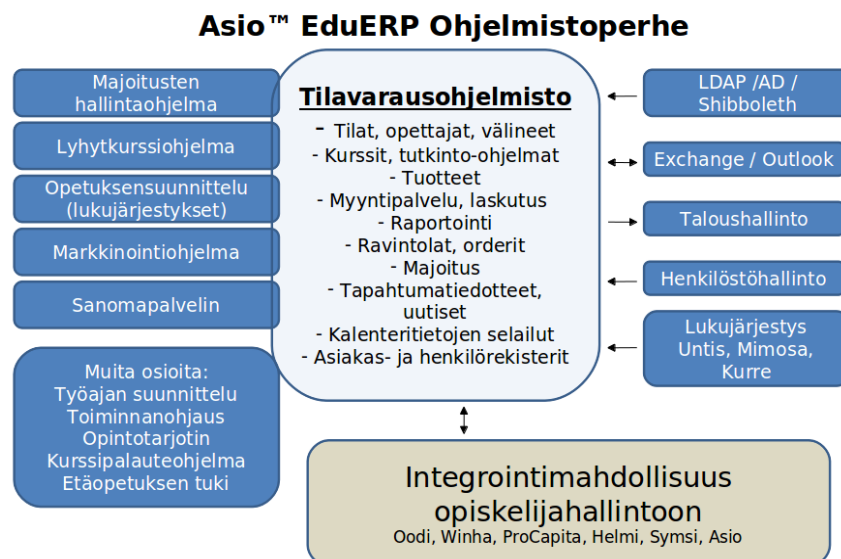 Asio™ EduERP Ohjelmistoperhe
Majoitusten
hallintaohjelma
Lyhytkurssiohjelma
Opetuksensuunnittelu
(lukujärjestykset)
Markkinointiohjelma
Sanomapalvelin
Muita osioita:
Työajan suunnittelu
Toiminnanohjaus
Opintotarjotin
Kurssipalauteohjelma
Etäopetuksen tuki
Tilavarausohjelmisto
- Tilat, opettajat, välineet
- Kurssit, tutkinto-ohjelmat
- Tuotteet
- Myyntipalvelu, laskutus
- Raportointi
- Ravintolat, orderit
- Majoitus
- Tapahtumatiedotteet,
uutiset
- Kalenteritietojen selailut
- Asiakas- ja henkilörekisterit
LDAP /AD /
Shibboleth
Exchange / Outlook
Taloushallinto
Henkilöstöhallinto
Lukujärjestys
Untis, Mimosa,
Kurre
Integrointimahdollisuus
opiskelijahallintoon
Oodi, Winha, ProCapita, Helmi, Symsi, Asio